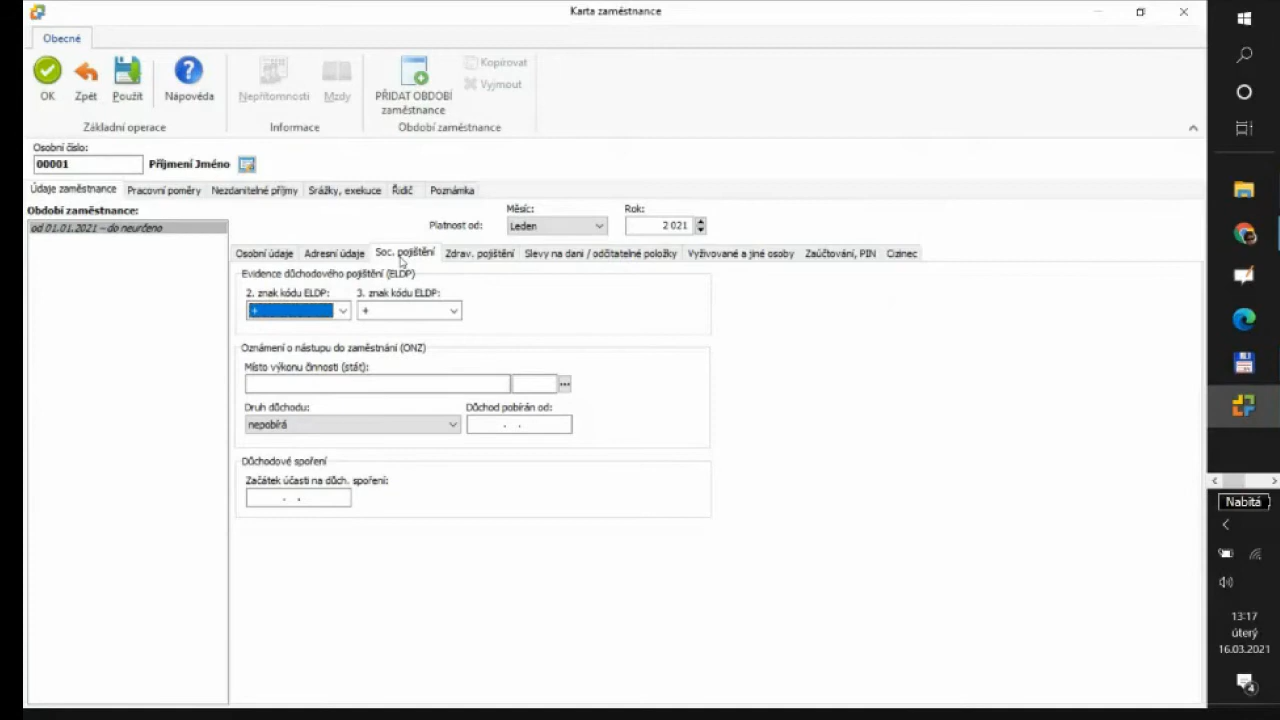 Karta zaměstnance
Obecné
OK Zpět Použít Nápověda Nepřítomnosti Mzdy PŘIDAT OBDOBÍ zaměstnance Kopírovat Vyjmout
Základní operace Informace Období zaměstnance
Osobní číslo:
00001 Příjmení Jméno
Údaje zaměstnance Pracovní poměry Nezdanitelné příjmy Srážky, exekuce Řidič Poznámka
Období zaměstnance:
od 01.01.2021 – do neurčeno
Měsíc: Rok:
Platnost od: Leden 2 021
Osobní údaje Adresní údaje Soc. pojištění Zdrav. pojištění Slevy na dani / odčitatelné položky Vyživované a jiné osoby Zaúčtování, PIN Cizinec
Evidence důchodového pojištění (ELDP)
2. znak kódu ELDP: 3. znak kódu ELDP:
+ +
Oznámení o nástupu do zaměstnání (ONZ)
Místo výkonu činnosti (stát):
...
Druh důchodu: Důchod pobírán od:
nepobírá . .
Důchodové spoření
Začátek účasti na důch. spoření:
. .
Nabitá
13:17
úterý
16.03.2021
4